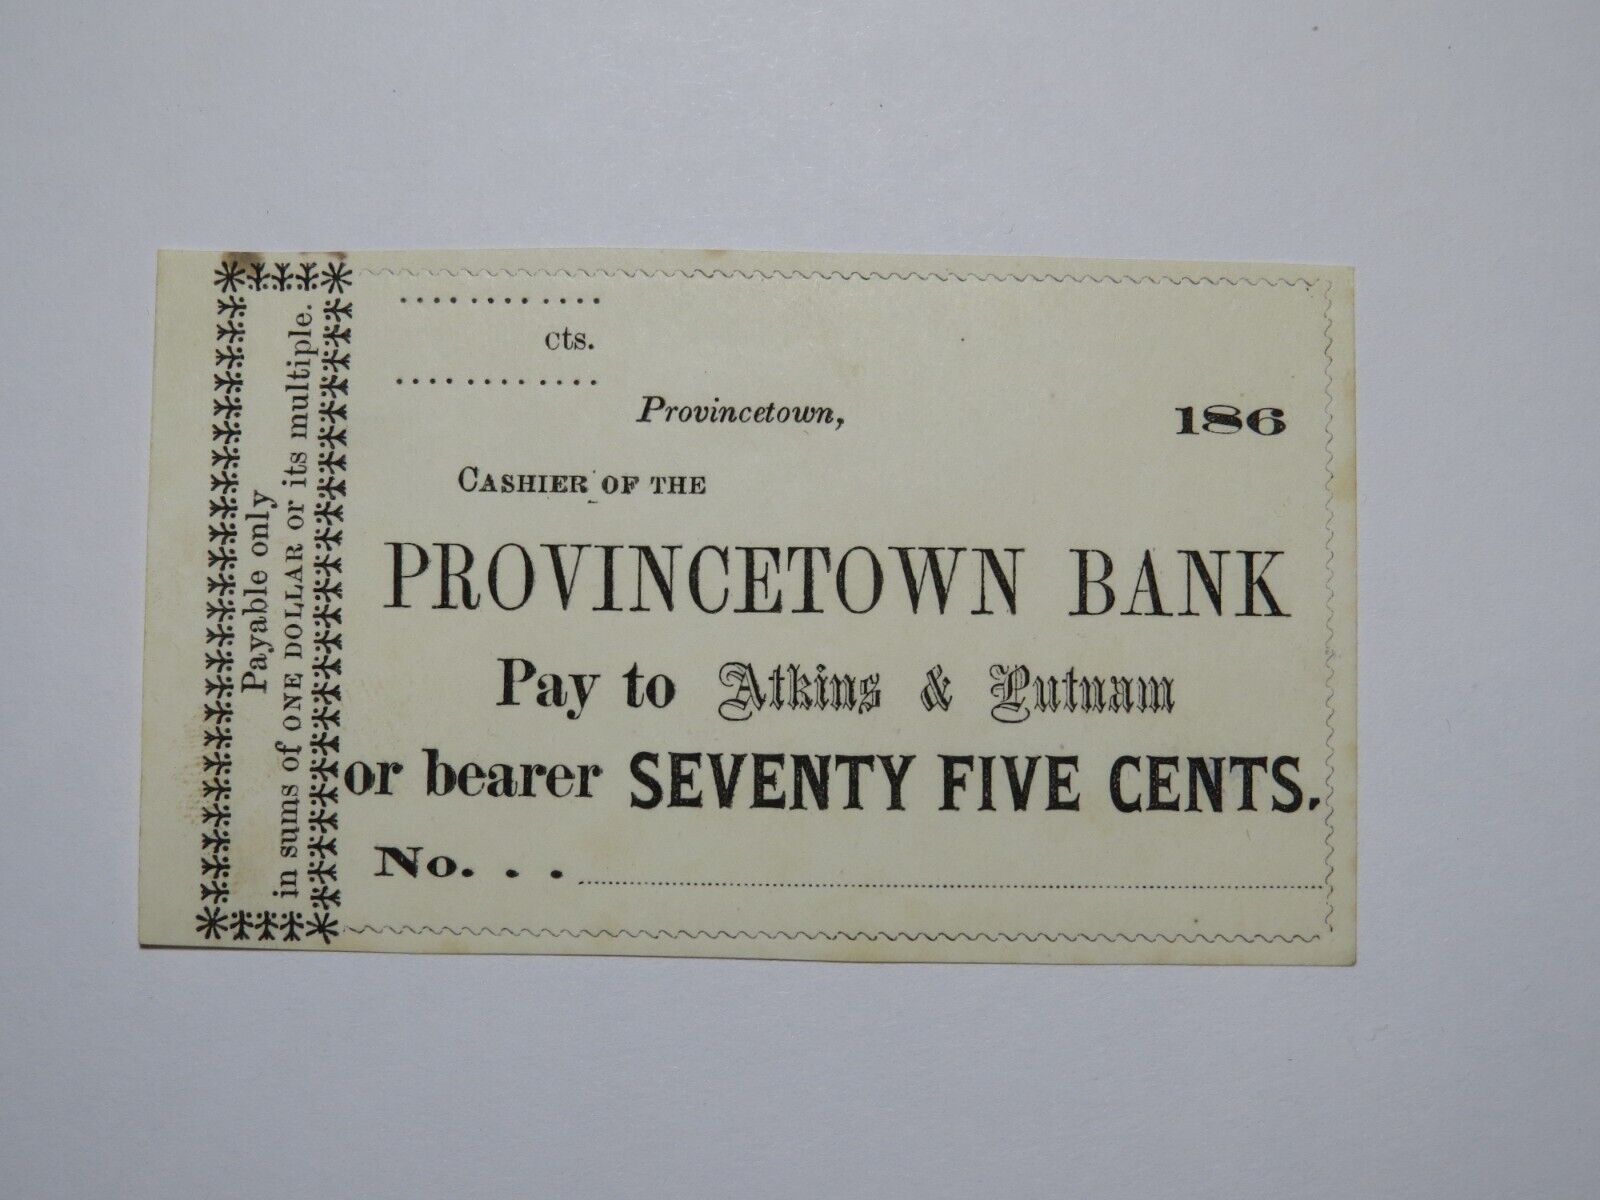 Payable only
in sums of ONE DOLLAR or its multiple.
............
cts.
............
Provincetown, 186
CASHIER OF THE
PROVINCETOWN BANK
Pay to Atkins & Putnam
or bearer SEVENTY FIVE CENTS.
No. . .